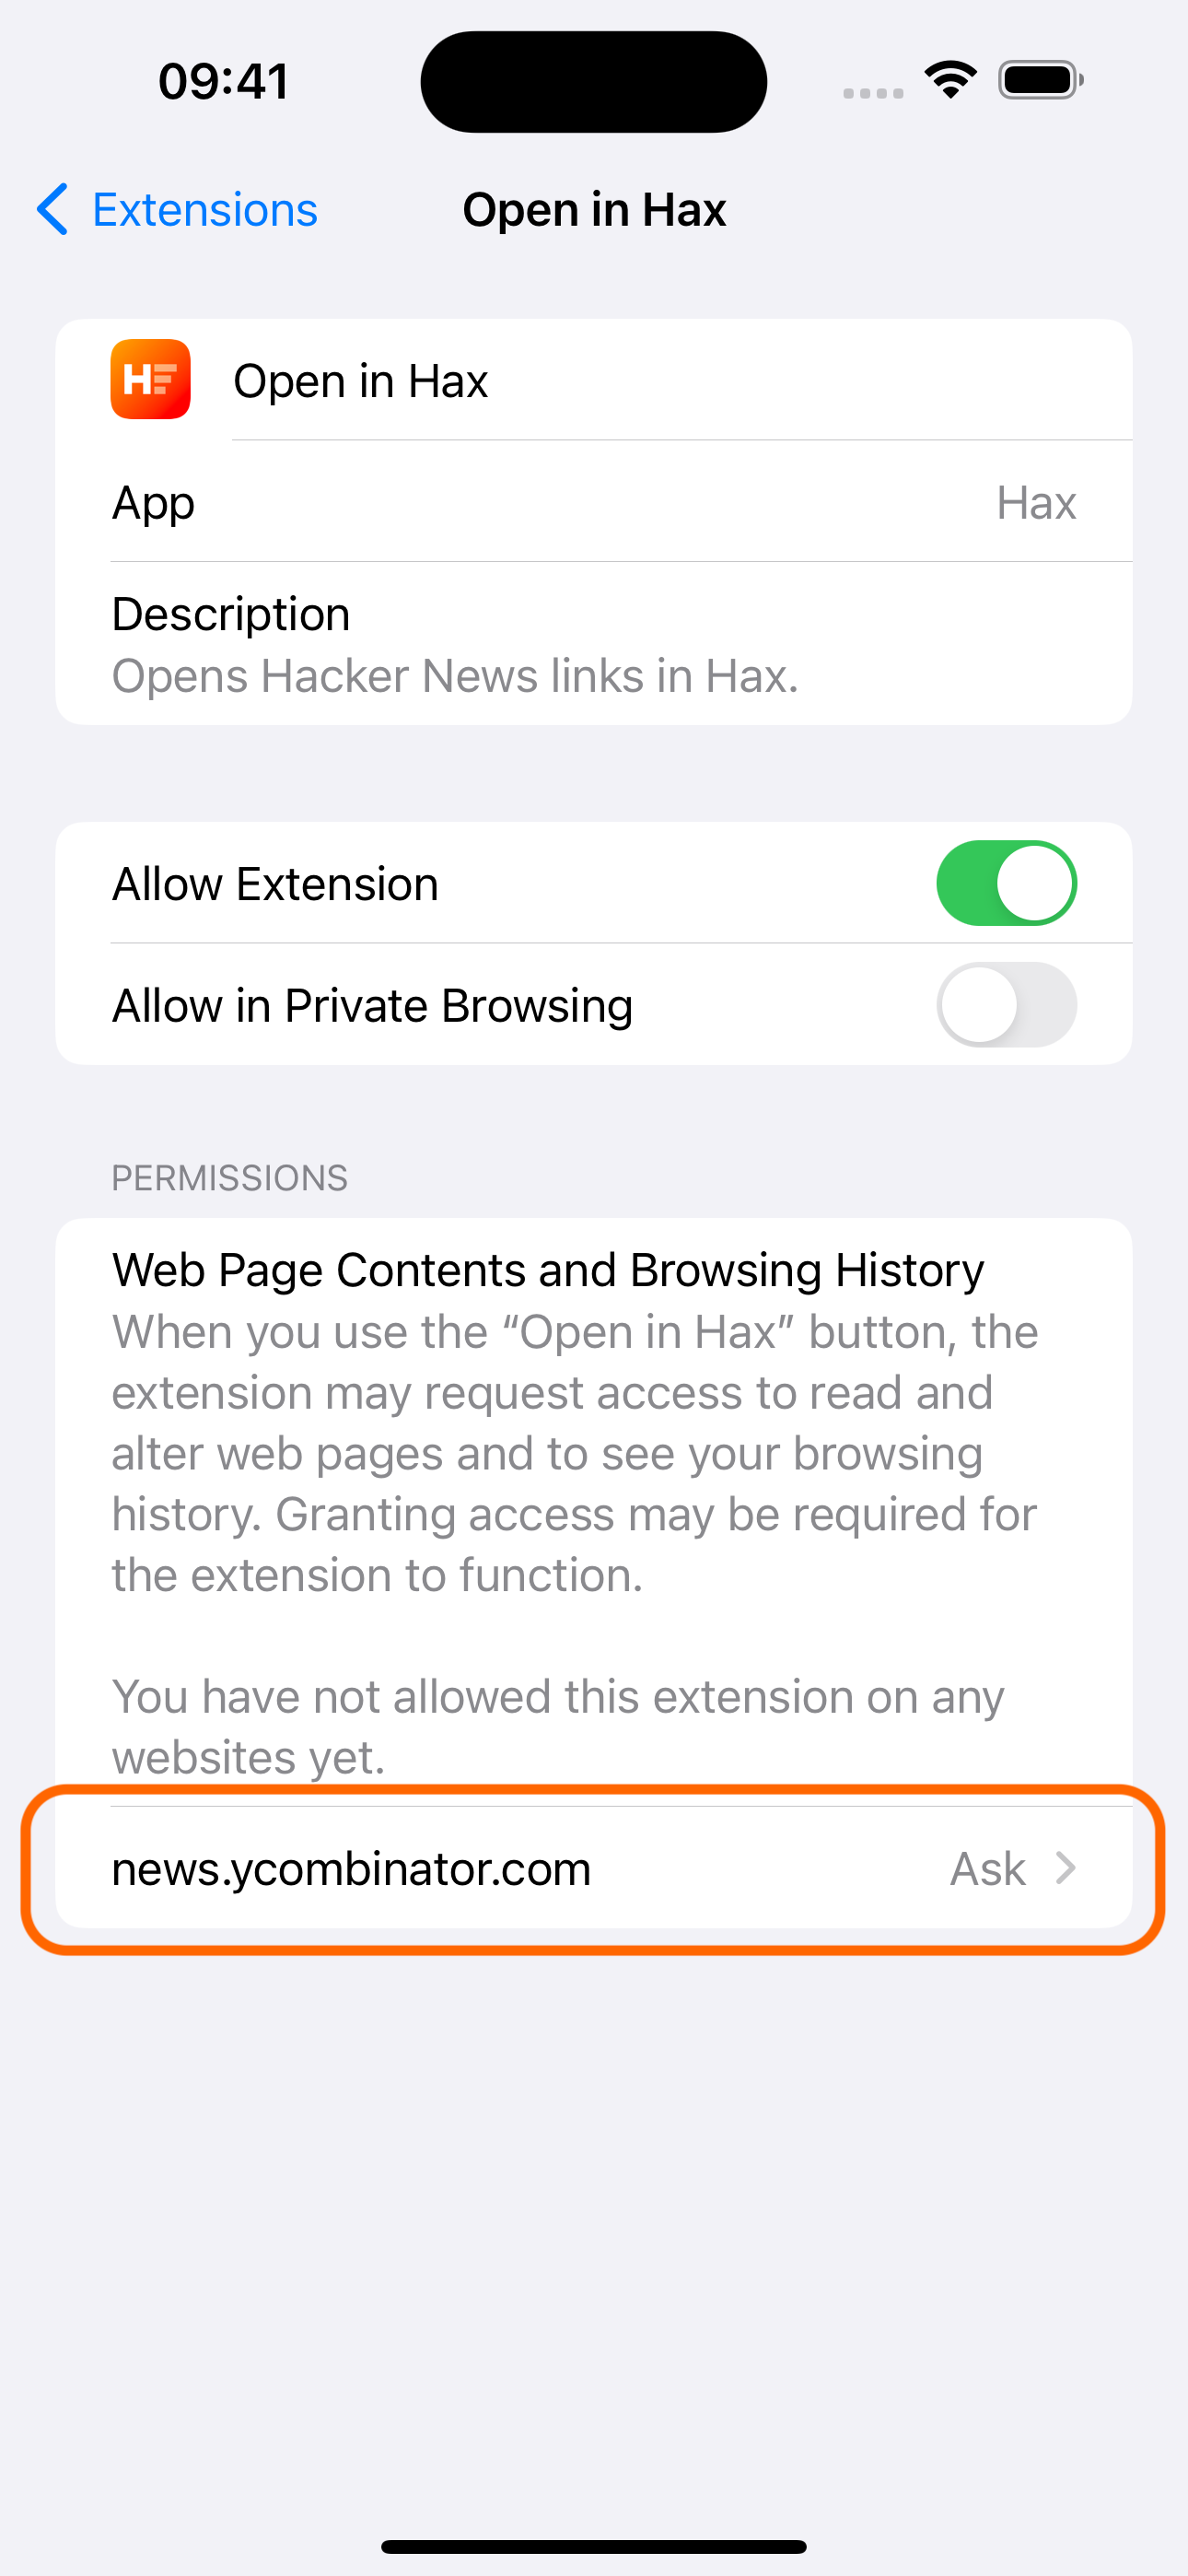 09:41
Extensions
Open in Hax
Open in Hax
App
Hax
Description
Opens Hacker News links in Hax.
Allow Extension
Allow in Private Browsing
PERMISSIONS
Web Page Contents and Browsing History
When you use the “Open in Hax” button, the
extension may request access to read and
alter web pages and to see your browsing
history. Granting access may be required for
the extension to function.
You have not allowed this extension on any
websites yet.
news.ycombinator.com
Ask